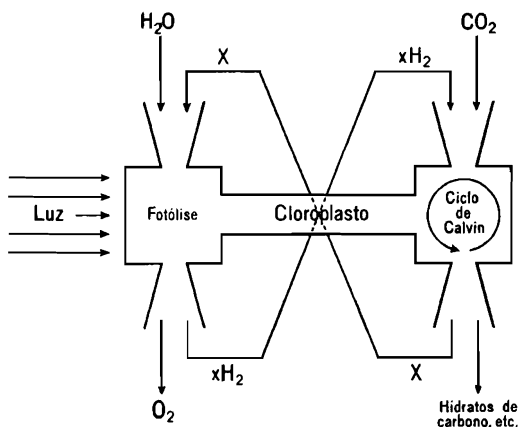 H₂O
CO₂
X
xH₂
Luz
Fotólise
Cloroplasto
Ciclo
de
Calvin
xH₂
X
O₂
Hidratos de
carbono, etc.